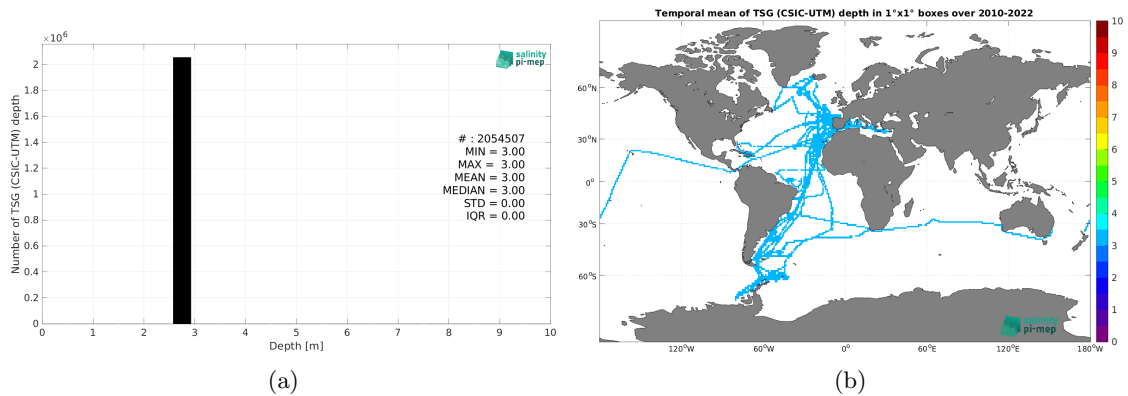 ×10⁶
2
1.8
1.6
1.4
1.2
1
0.8
0.6
0.4
0.2
0
Number of TSG (CSIC-UTM) depth
salinity
pi-mep
# : 2054507
MIN = 3.00
MAX = 3.00
MEAN = 3.00
MEDIAN = 3.00
STD = 0.00
IQR = 0.00
0 1 2 3 4 5 6 7 8 9 10
Depth [m]
(a)
Temporal mean of TSG (CSIC-UTM) depth in 1°x1° boxes over 2010-2022
60°N
30°N
0°
30°S
60°S
120°W 60°W 0° 60°E 120°E 180°W
salinity
pi-mep
10
9
8
7
6
5
4
3
2
1
0
(b)